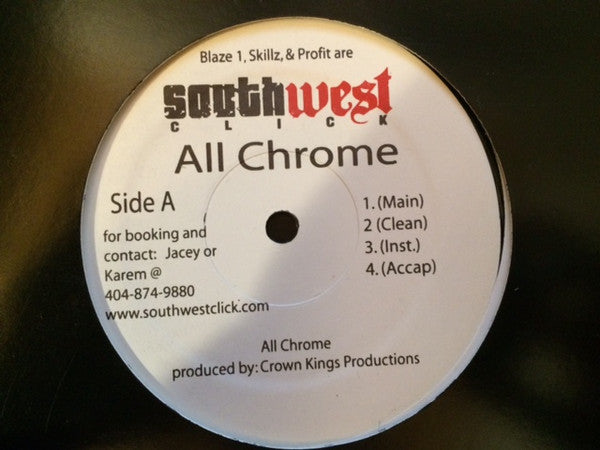 Blaze 1, Skillz, & Profit are
southwest
CLICK
All Chrome
Side A
for booking and
contact: Jacey or
Karem @
404-874-9880
www.southwestclick.com
1. (Main)
2 (Clean)
3. (Inst.)
4. (Accap)
All Chrome
produced by: Crown Kings Productions